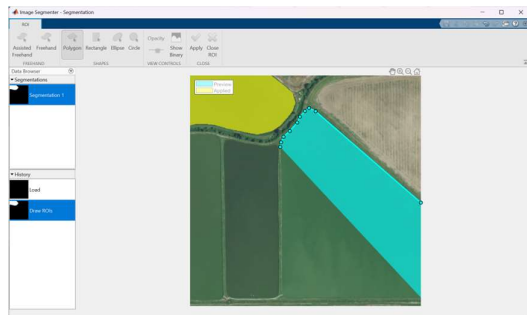 Image Segmenter - Segmentation
ROI
Assisted Freehand
Freehand
Polygon
Rectangle
Ellipse
Circle
Opacity
Show Binary
Apply
Close ROI
FREEHAND
SHAPES
VIEW CONTROLS
CLOSE
Data Browser
Segmentations
Segmentation 1
Preview
Applied
History
Load
Draw ROIs